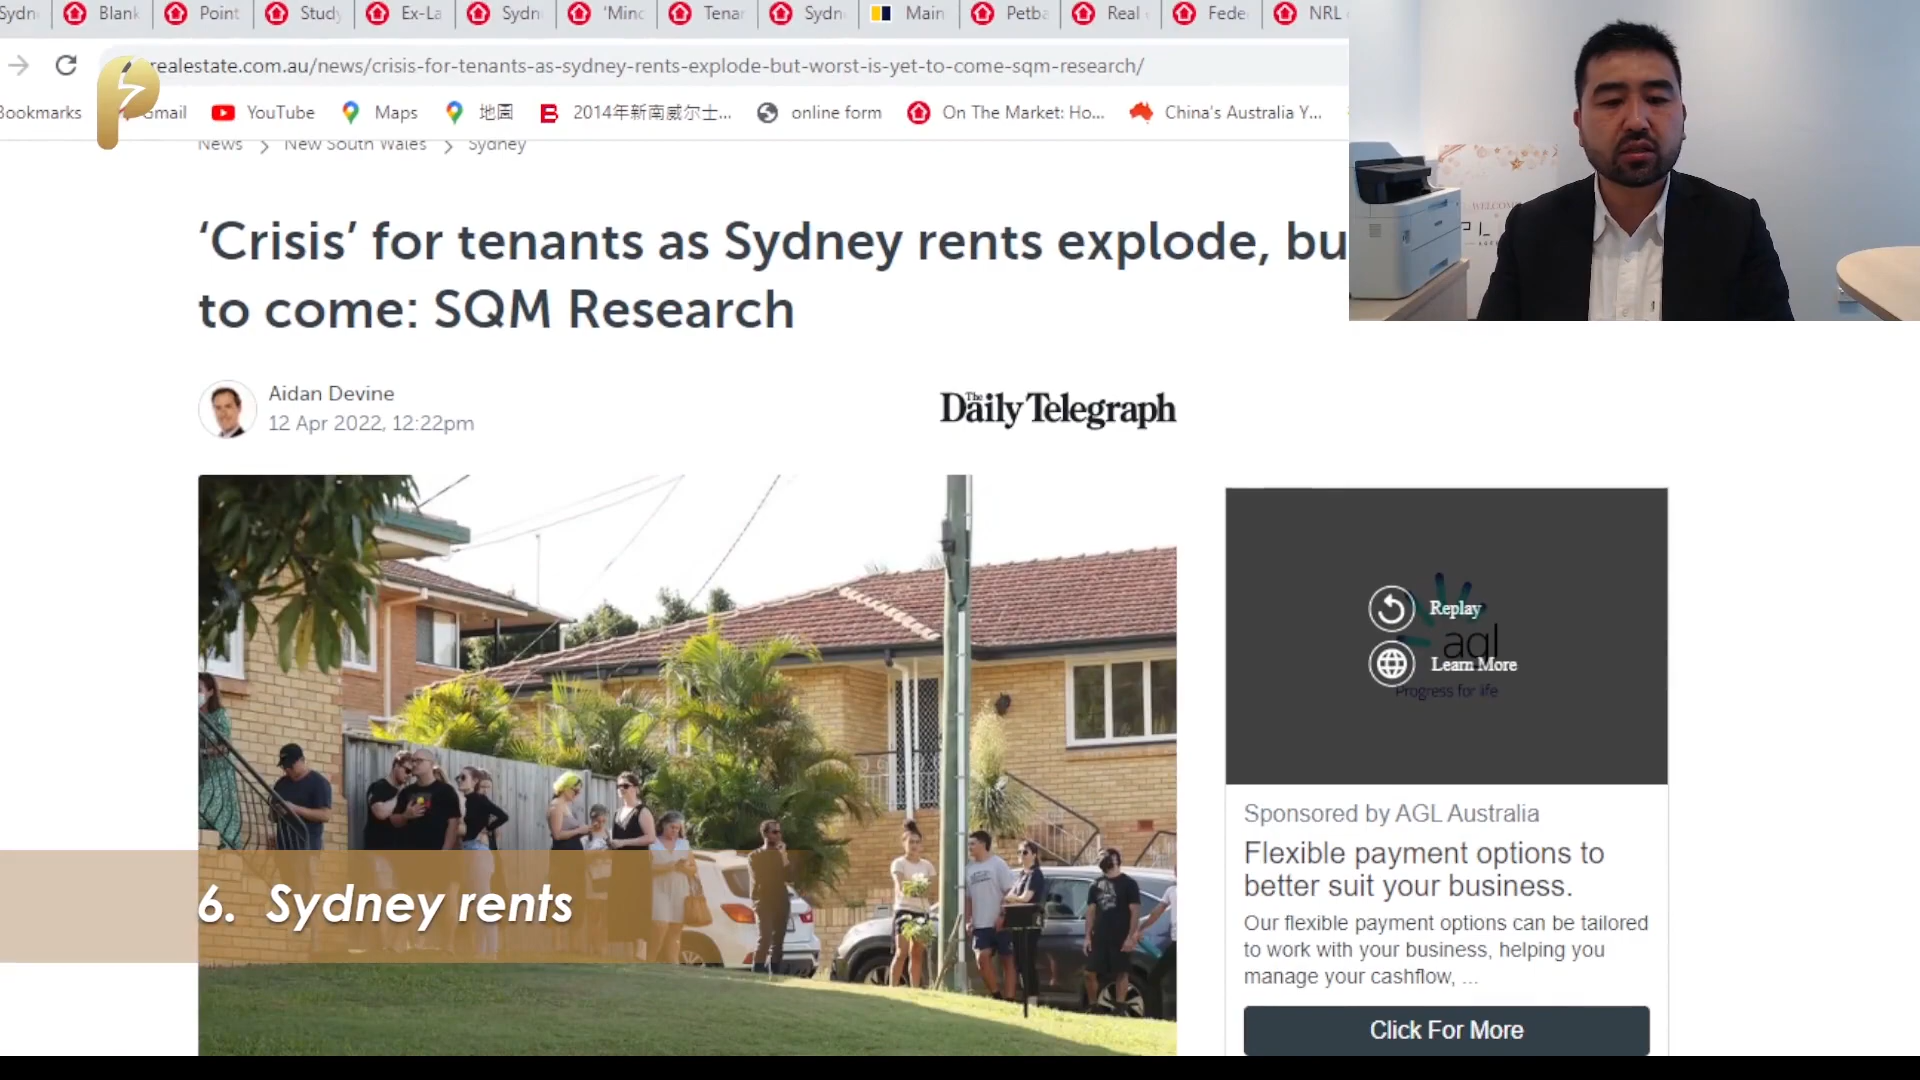 Sydn
Blank
Point
Study
Ex-La
Sydn
'Minc
Tenar
Sydn
Main
Petba
Real
Fede
NRL
realestate.com.au/news/crisis-for-tenants-as-sydney-rents-explode-but-worst-is-yet-to-come-sqm-research/
Bookmarks
Gmail
YouTube
Maps
地圖
2014年新南威尔士...
online form
On The Market: Ho...
China's Australia Y...
News > New South Wales > Sydney
WELCOME
‘Crisis’ for tenants as Sydney rents explode, bu
to come: SQM Research
Aidan Devine
12 Apr 2022, 12:22pm
The Daily Telegraph
Replay
agl
Learn More
Progress for life
Sponsored by AGL Australia
Flexible payment options to
better suit your business.
Our flexible payment options can be tailored
to work with your business, helping you
manage your cashflow, ...
Click For More
6. Sydney rents